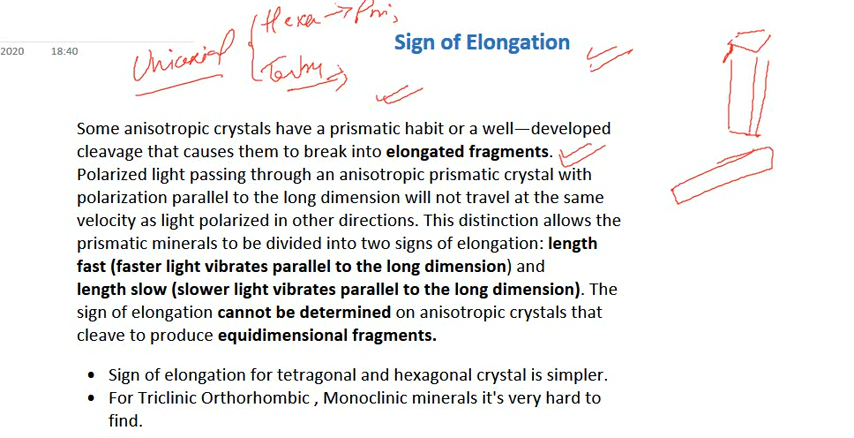 Hexa → Pri,
Sign of Elongation
2020 18:40
Uniaxial
Some anisotropic crystals have a prismatic habit or a well—developed
cleavage that causes them to break into elongated fragments.
Polarized light passing through an anisotropic prismatic crystal with
polarization parallel to the long dimension will not travel at the same
velocity as light polarized in other directions. This distinction allows the
prismatic minerals to be divided into two signs of elongation: length
fast (faster light vibrates parallel to the long dimension) and
length slow (slower light vibrates parallel to the long dimension). The
sign of elongation cannot be determined on anisotropic crystals that
cleave to produce equidimensional fragments.
• Sign of elongation for tetragonal and hexagonal crystal is simpler.
• For Triclinic Orthorhombic , Monoclinic minerals it's very hard to
find.